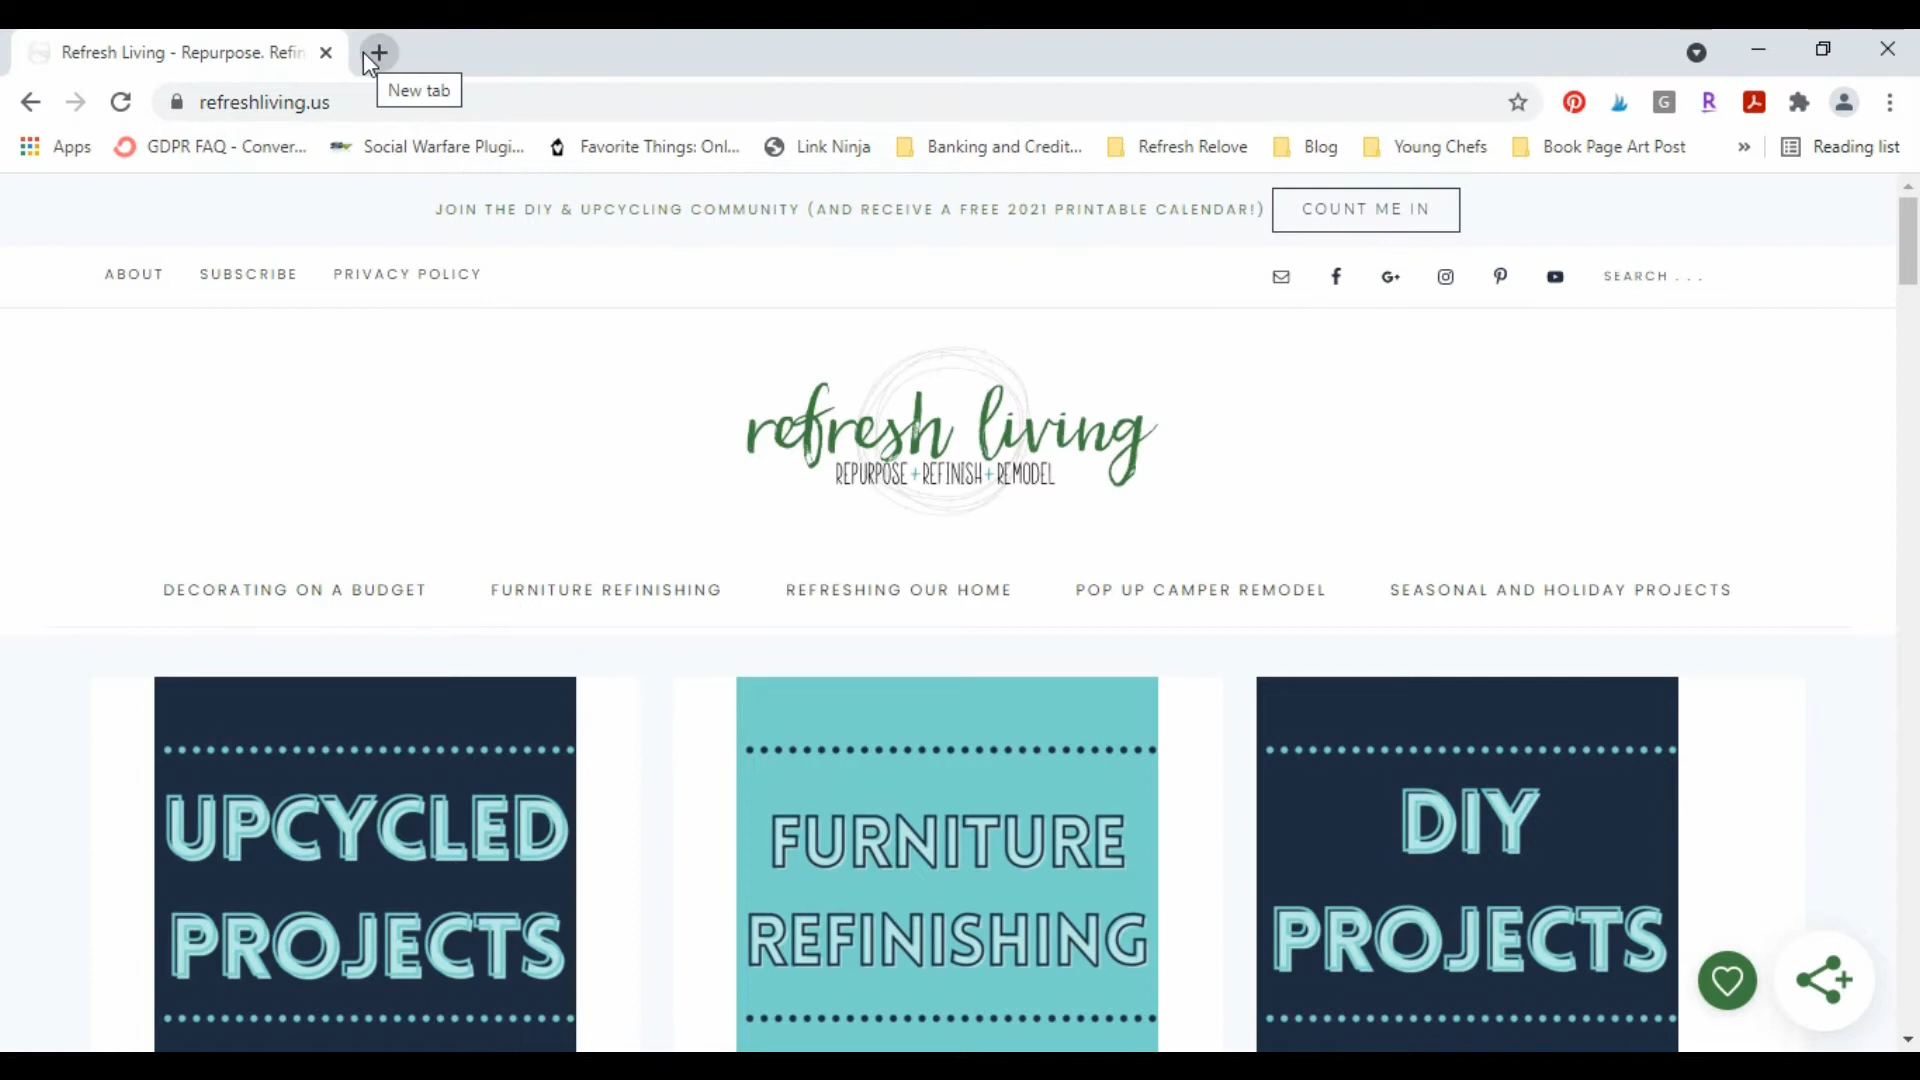 Refresh Living - Repurpose. Refin
New tab
refreshliving.us
G
R
Apps
GDPR FAQ - Conver...
Social Warfare Plugi...
Favorite Things: Onl...
Link Ninja
Banking and Credit...
Refresh Relove
Blog
Young Chefs
Book Page Art Post
»
Reading list
JOIN THE DIY & UPCYCLING COMMUNITY (AND RECEIVE A FREE 2021 PRINTABLE CALENDAR!)
COUNT ME IN
ABOUT
SUBSCRIBE
PRIVACY POLICY
G+
SEARCH . . .
refresh living
REPURPOSE+REFINISH+REMODEL
DECORATING ON A BUDGET
FURNITURE REFINISHING
REFRESHING OUR HOME
POP UP CAMPER REMODEL
SEASONAL AND HOLIDAY PROJECTS
UPCYCLED
PROJECTS
FURNITURE
REFINISHING
DIY
PROJECTS